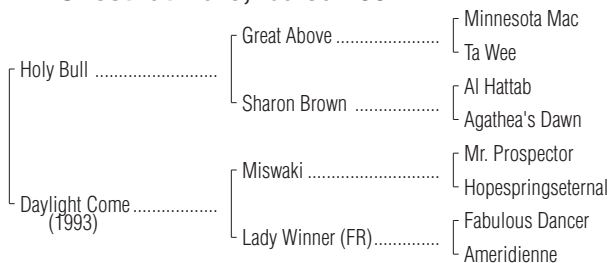 Minnesota Mac
Great Above ....................
Ta Wee
Holy Bull ........................
Al Hattab
Sharon Brown ................
Agathea's Dawn
Mr. Prospector
Miswaki ..........................
Hopespringseternal
Daylight Come .................
(1993)
Fabulous Dancer
Lady Winner (FR).............
Ameridienne